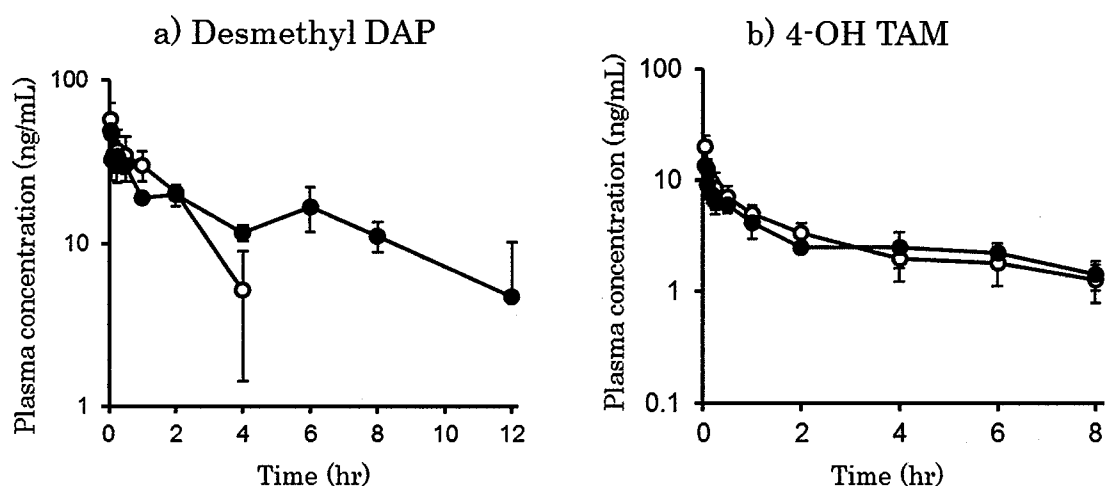 a) Desmethyl DAP
Plasma concentration (ng/mL)
100
10
1
0 2 4 6 8 10 12
Time (hr)
b) 4-OH TAM
Plasma concentration (ng/mL)
100
10
1
0.1
0 2 4 6 8
Time (hr)